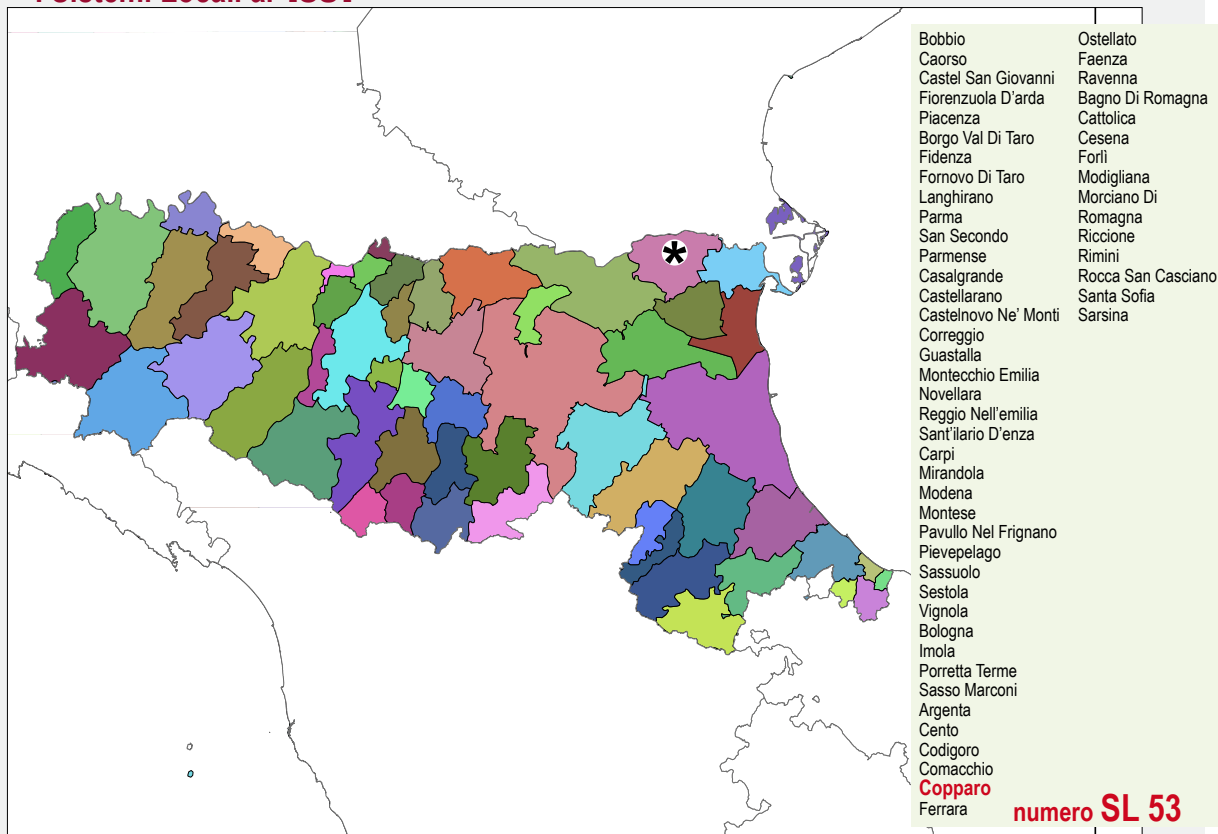 Bobbio
Caorso
Castel San Giovanni
Fiorenzuola D'arda
Piacenza
Borgo Val Di Taro
Fidenza
Fornovo Di Taro
Langhirano
Parma
San Secondo
Parmense
Casalgrande
Castellarano
Castelnovo Ne' Monti
Correggio
Guastalla
Montecchio Emilia
Novellara
Reggio Nell'emilia
Sant'ilario D'enza
Carpi
Mirandola
Modena
Montese
Pavullo Nel Frignano
Pievepelago
Sassuolo
Sestola
Vignola
Bologna
Imola
Porretta Terme
Sasso Marconi
Argenta
Cento
Codigoro
Comacchio
Copparo
Ferrara
Ostellato
Faenza
Ravenna
Bagno Di Romagna
Cattolica
Cesena
Forlì
Modigliana
Morciano Di
Romagna
Riccione
Rimini
Rocca San Casciano
Santa Sofia
Sarsina
numero SL 53
*